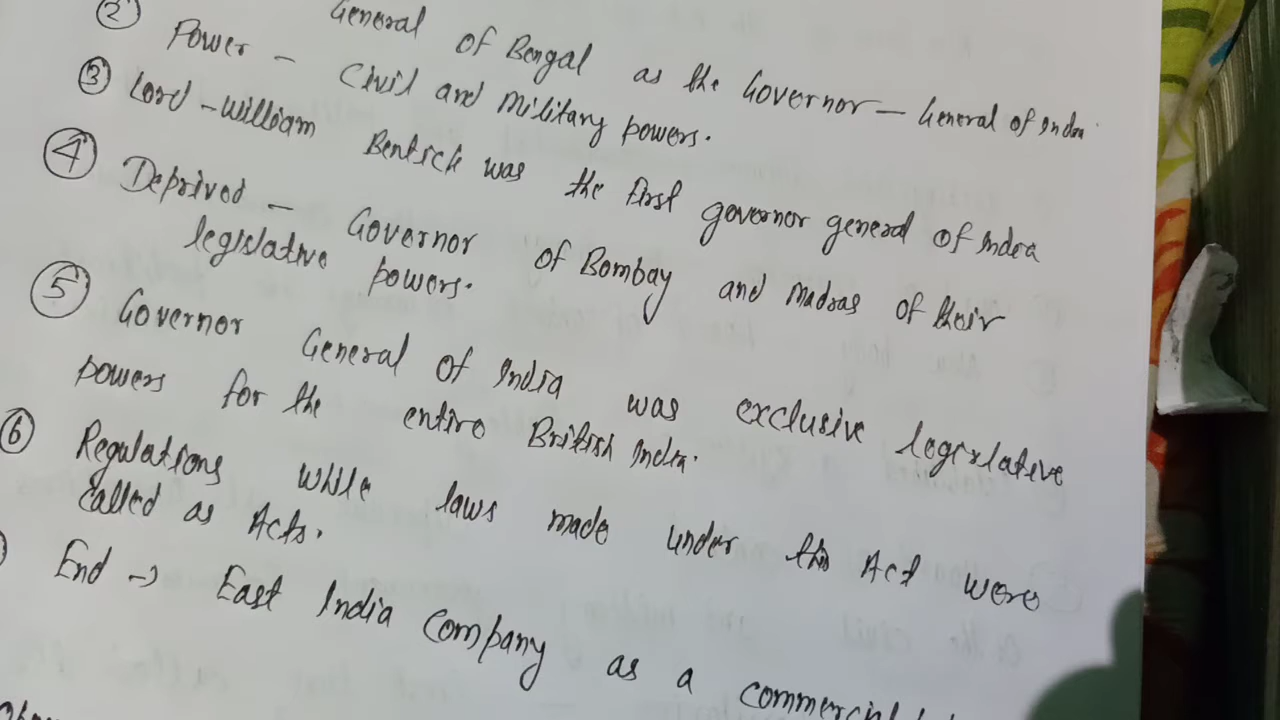 General of Bengal as the Governor - General of India
② Power - Civil and military powers.
③ Lord - william Bentick was the first governor general of India
④ Deprived - Governor of Bombay and Madras of their
legislative powers.
⑤ Governor General of India was exclusive legislative
powers for the entire British India.
⑥ Regulations while laws made under this Act were
called as Acts.
End → East India Company as a commercial